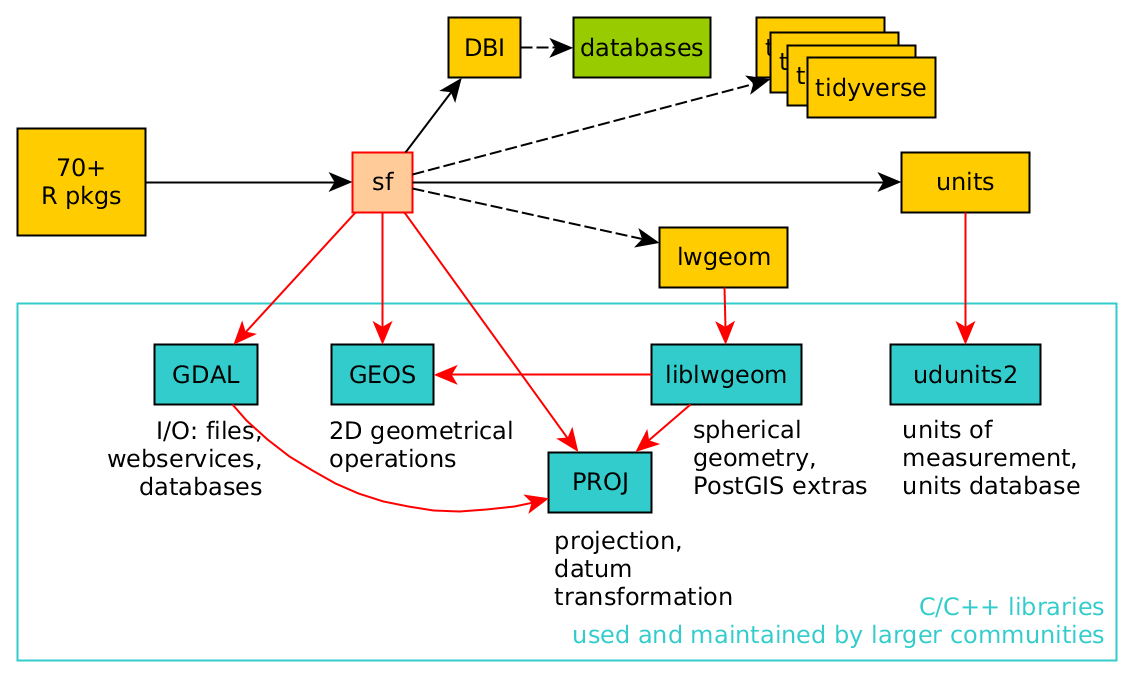 DBI
databases
t
t
t
tidyverse
70+
R pkgs
sf
units
lwgeom
GDAL
GEOS
liblwgeom
udunits2
I/O: files,
webservices,
databases
2D geometrical
operations
spherical
geometry,
PostGIS extras
units of
measurement,
units database
PROJ
projection,
datum
transformation
C/C++ libraries
used and maintained by larger communities